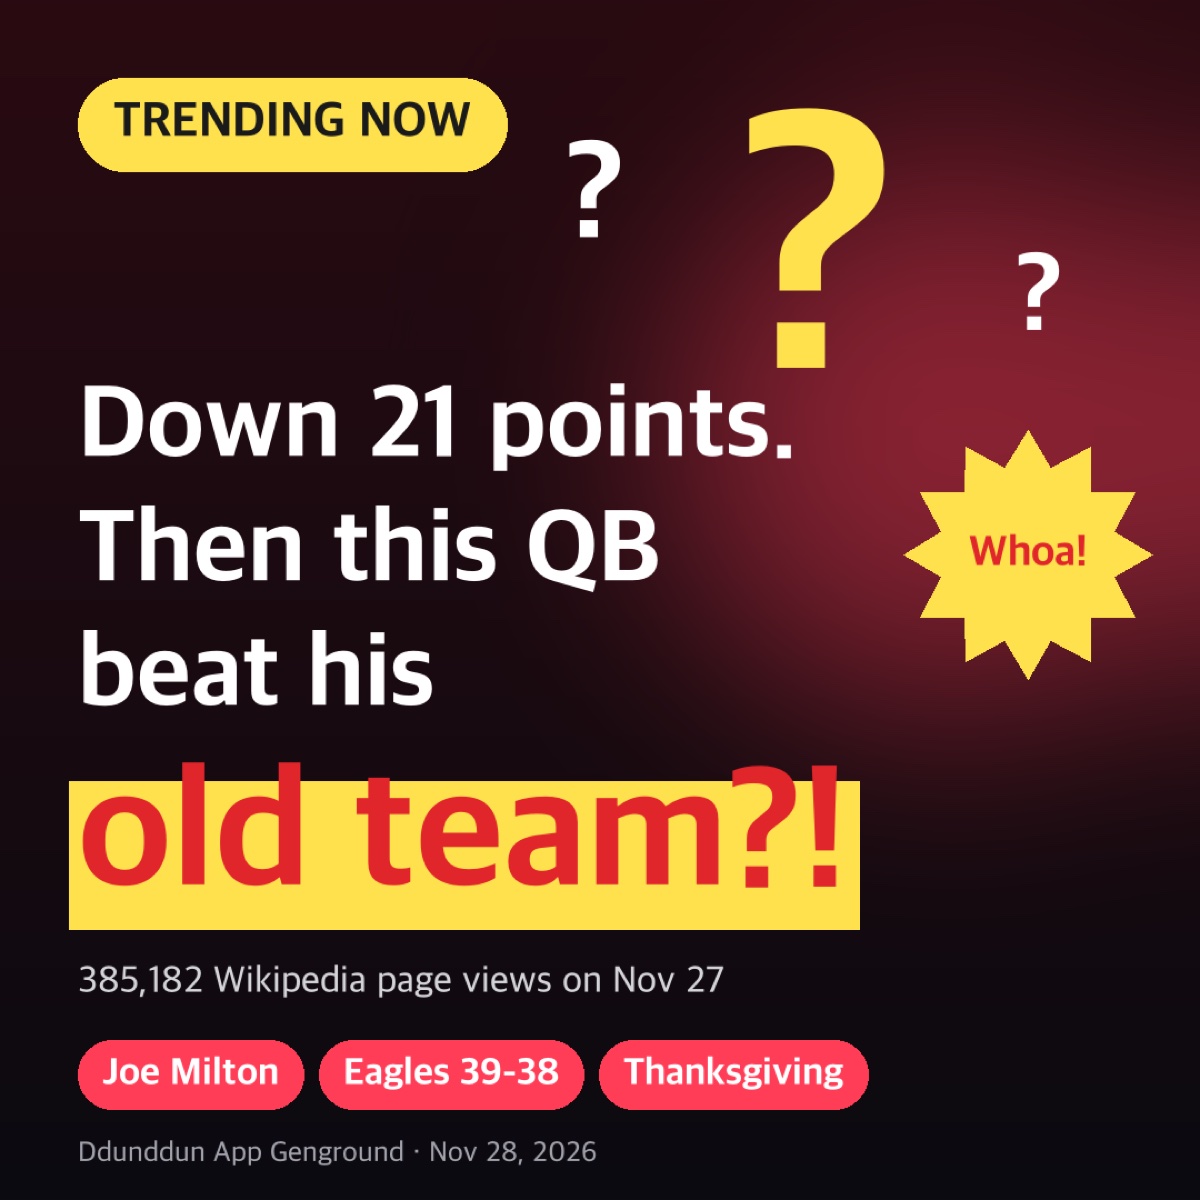 TRENDING NOW
?
?
?
Down 21 points.
Then this QB
beat his
old team?!
Whoa!
385,182 Wikipedia page views on Nov 27
Joe Milton
Eagles 39-38
Thanksgiving
Ddunddun App Genground · Nov 28, 2026